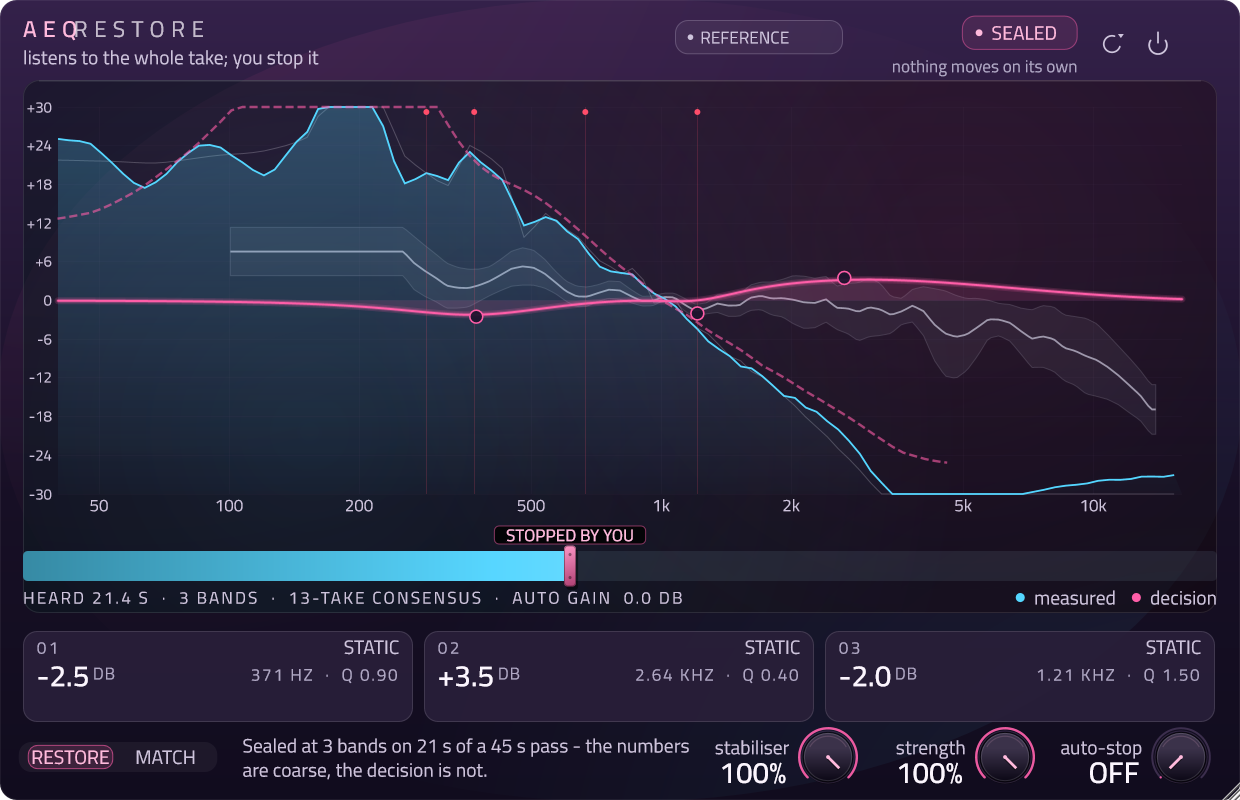 AEQ RESTORE
listens to the whole take; you stop it
• REFERENCE
• SEALED
nothing moves on its own
+30
+24
+18
+12
+6
0
-6
-12
-18
-24
-30
50 100 200 500 1k 2k 5k 10k
STOPPED BY YOU
HEARD 21.4 S · 3 BANDS · 13-TAKE CONSENSUS · AUTO GAIN 0.0 DB
measured decision
01 STATIC
-2.5 DB 371 HZ · Q 0.90
02 STATIC
+3.5 DB 2.64 KHZ · Q 0.40
03 STATIC
-2.0 DB 1.21 KHZ · Q 1.50
RESTORE MATCH
Sealed at 3 bands on 21 s of a 45 s pass - the numbers
are coarse, the decision is not.
stabiliser
100%
strength
100%
auto-stop
OFF